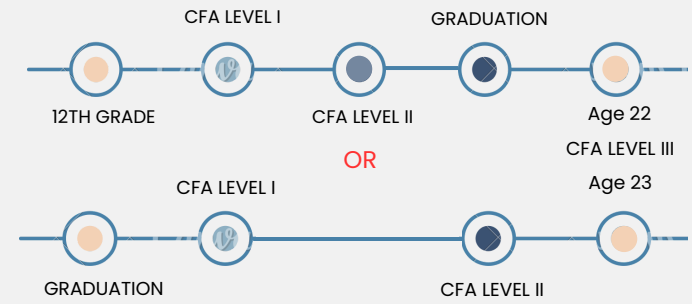 CFA LEVEL I
GRADUATION
12TH GRADE
CFA LEVEL II
Age 22
CFA LEVEL III
OR
Age 23
CFA LEVEL I
GRADUATION
CFA LEVEL II